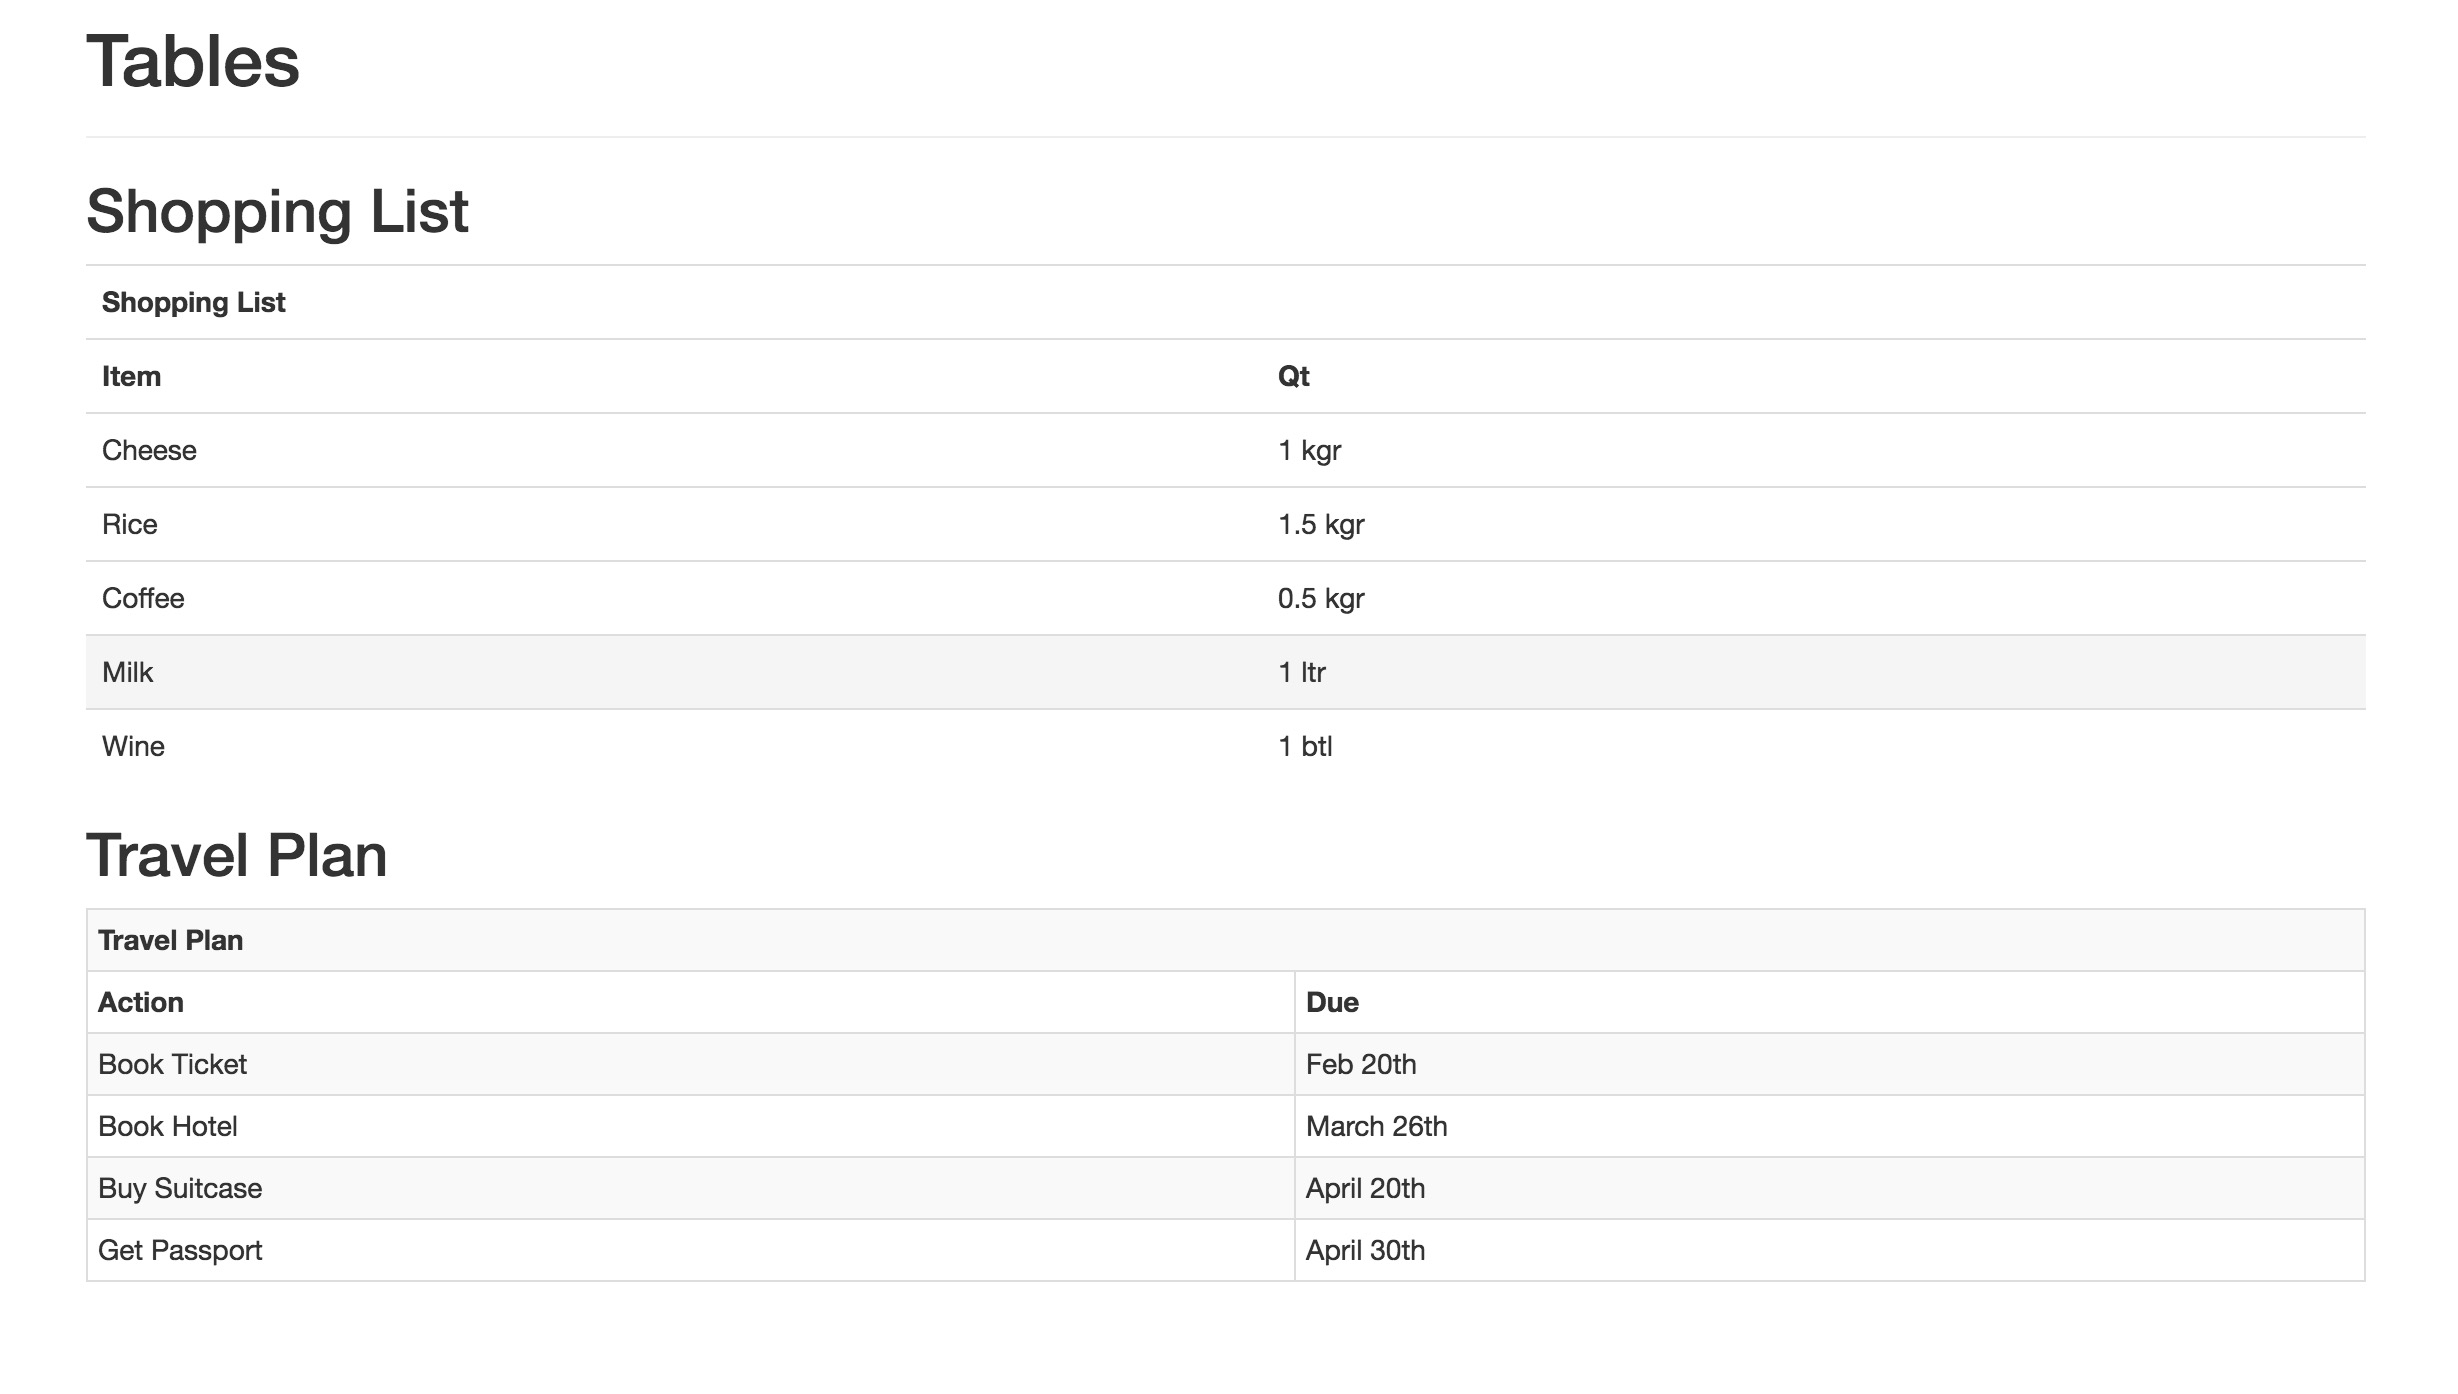 Tables
Shopping List
Shopping List
Item Qt
Cheese 1 kgr
Rice 1.5 kgr
Coffee 0.5 kgr
Milk 1 ltr
Wine 1 btl
Travel Plan
Travel Plan
Action Due
Book Ticket Feb 20th
Book Hotel March 26th
Buy Suitcase April 20th
Get Passport April 30th